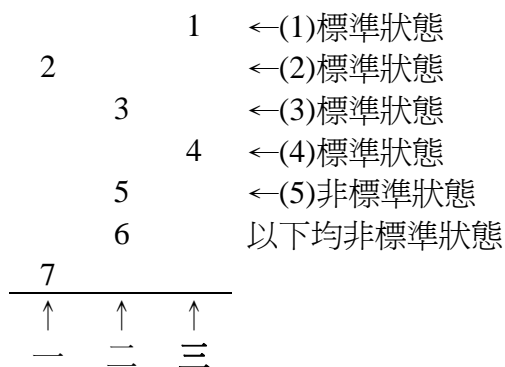 1 ←(1)標準狀態
2 ←(2)標準狀態
3 ←(3)標準狀態
4 ←(4)標準狀態
5 ←(5)非標準狀態
6 以下均非標準狀態
7
↑ ↑ ↑
一 二 三